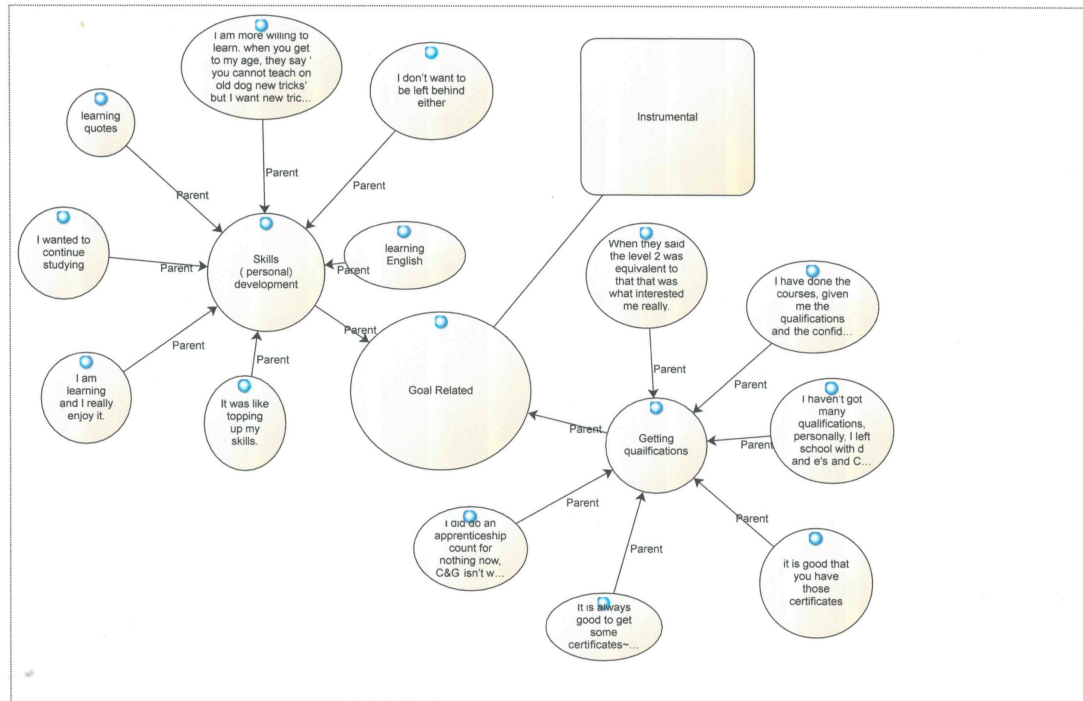 I am more willing to
learn. when you get
to my age, they say '
you cannot teach on
old dog new tricks'
but I want new tric...
I don't want to
be left behind
either
Instrumental
learning
quotes
Parent
Parent
Parent
I wanted to
continue
studying
Parent
Skills
( personal)
development
learning
English
Parent
When they said
the level 2 was
equivalent to
that that was
what interested
me really.
I have done the
courses, given
me the
qualifications
and the confid...
Parent
Parent
I am
learning
and I really
enjoy it.
Parent
It was like
topping
up my
skills.
Parent
Goal Related
Parent
Parent
I haven't got
many
qualifications,
personally, I left
school with d
and e's and C...
Parent
Getting
quailfications
Parent
I did do an
apprenticeship
count for
nothing now,
C&G isn't w...
Parent
Parent
Parent
It is always
good to get
some
certificates~...
it is good that
you have
those
certificates